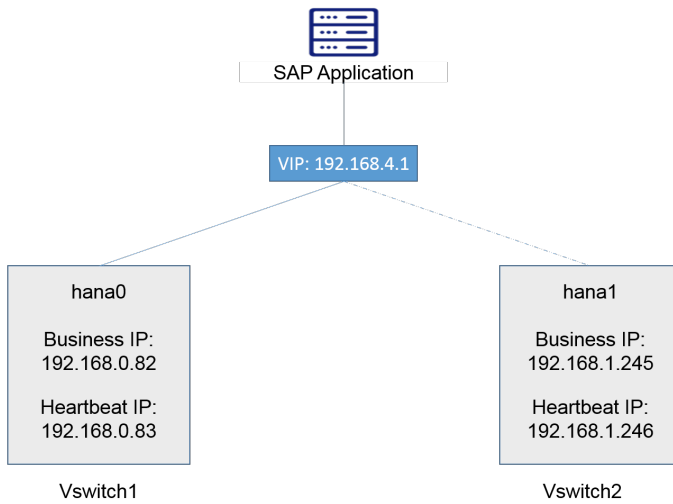 SAP Application
VIP: 192.168.4.1
hana0
Business IP:
192.168.0.82
Heartbeat IP:
192.168.0.83
Vswitch1
hana1
Business IP:
192.168.1.245
Heartbeat IP:
192.168.1.246
Vswitch2